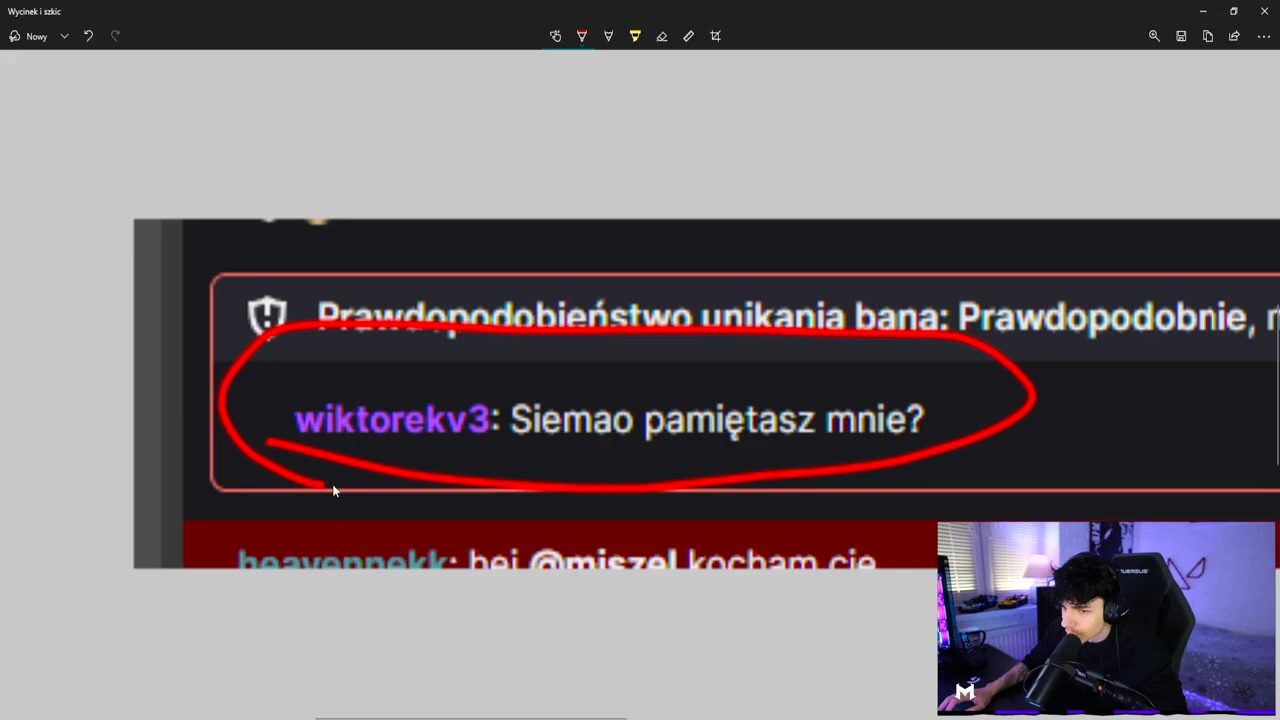 Wycinek i szkic
Nowy
Prawdopodobieństwo unikania bana: Prawdopodobnie,
wiktorekv3: Siemao pamiętasz mnie?
heavennekk: hej @miszel kocham cię